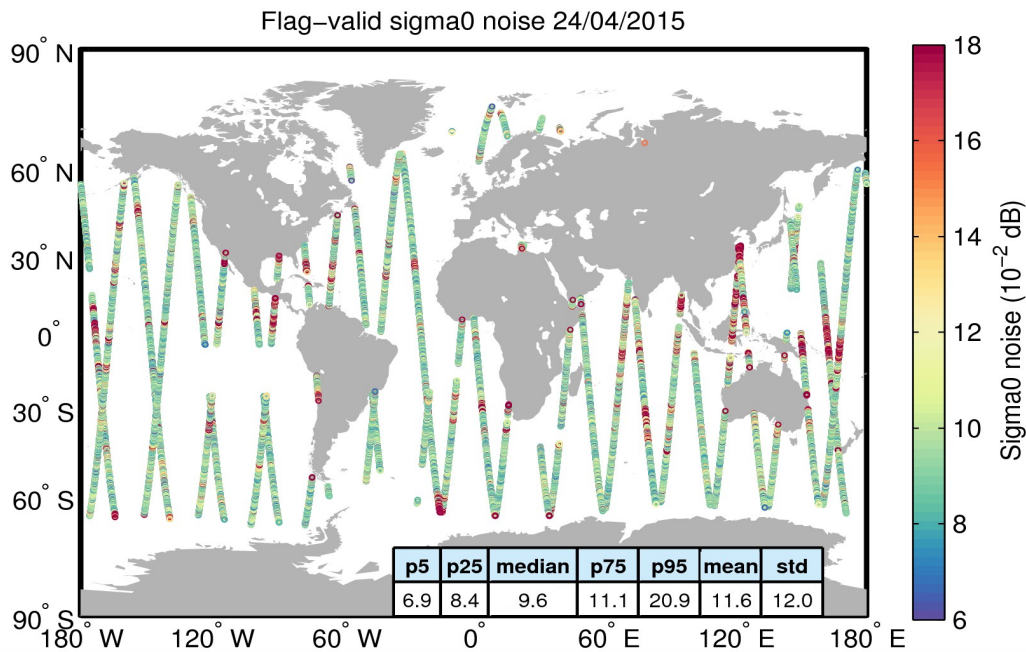 Flag−valid sigma0 noise 24/04/2015
90° N
60° N
30° N
0°
30° S
60° S
90° S
180° W
120° W
60° W
0°
60° E
120° E
180° E
p5 p25 median p75 p95 mean std
6.9 8.4 9.6 11.1 20.9 11.6 12.0
18
16
14
12
10
8
6
Sigma0 noise (10⁻² dB)